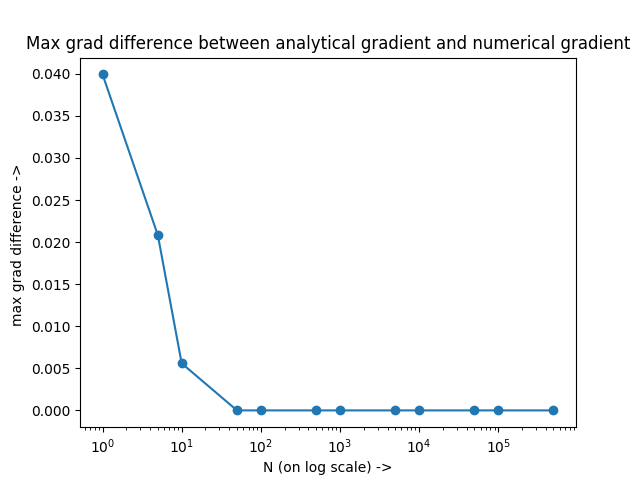 Max grad difference between analytical gradient and numerical gradient
max grad difference ->
0.040
0.035
0.030
0.025
0.020
0.015
0.010
0.005
0.000
10⁰ 10¹ 10² 10³ 10⁴ 10⁵
N (on log scale) ->